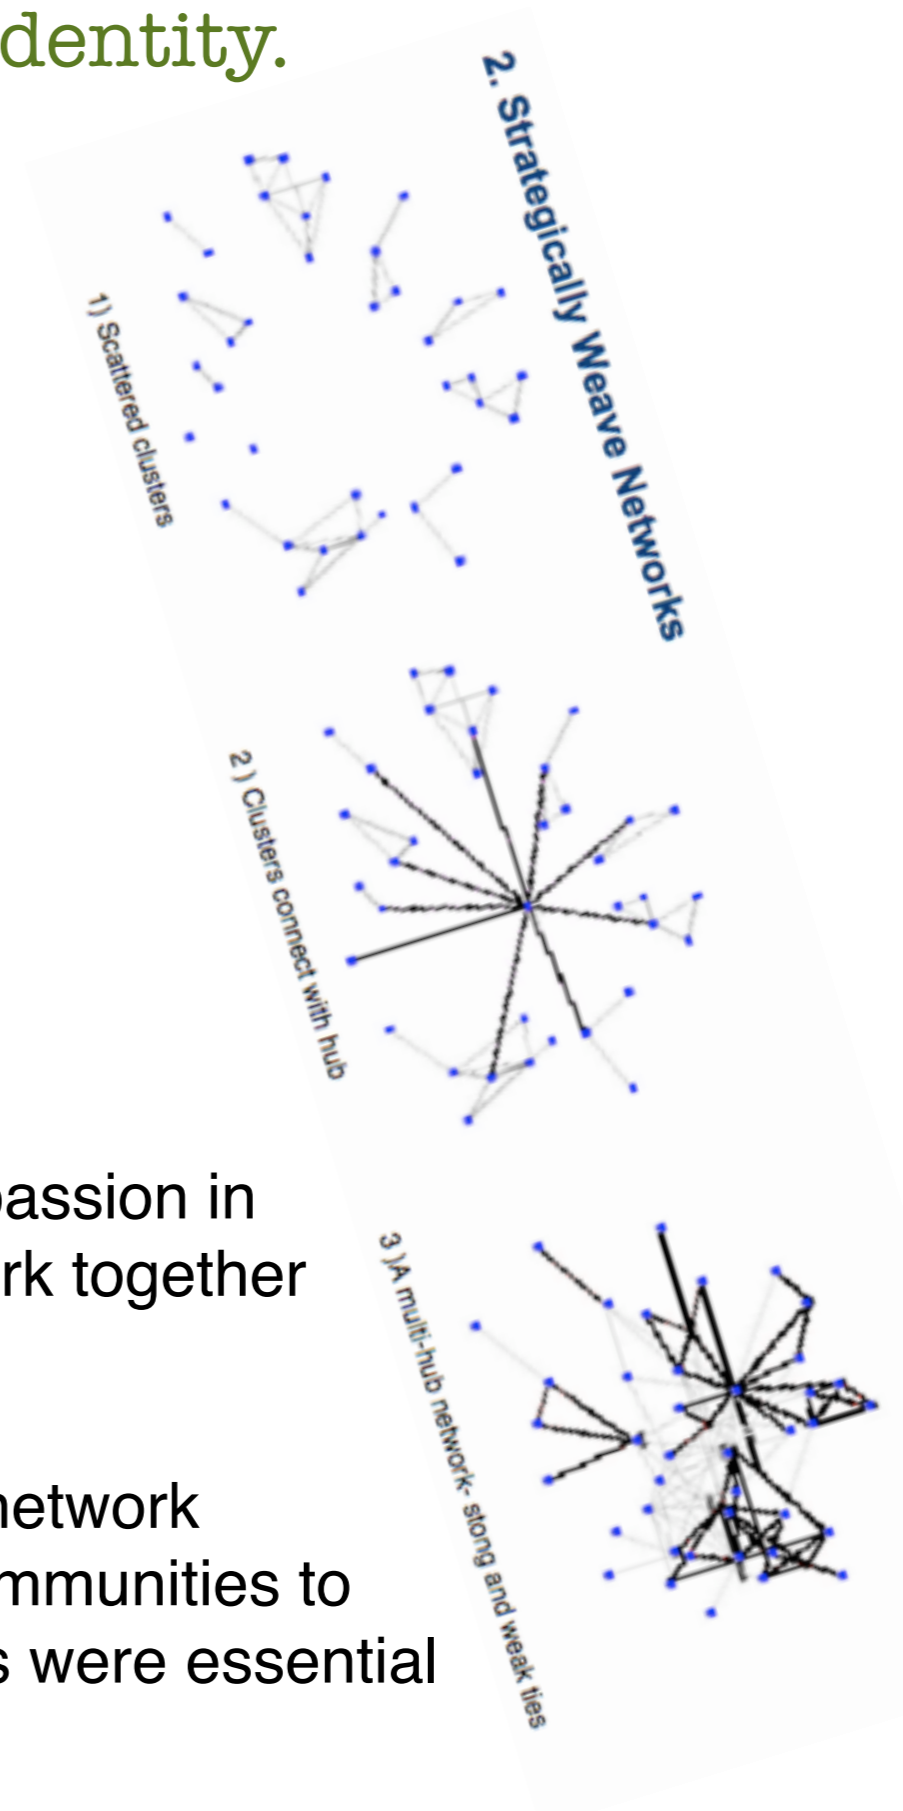 dentity.
2. Strategically Weave Networks
1) Scattered clusters
2 ) Clusters connect with hub
3 )A multi-hub network- stong and weak ties
passion in
rk together
network
mmunities to
s were essential